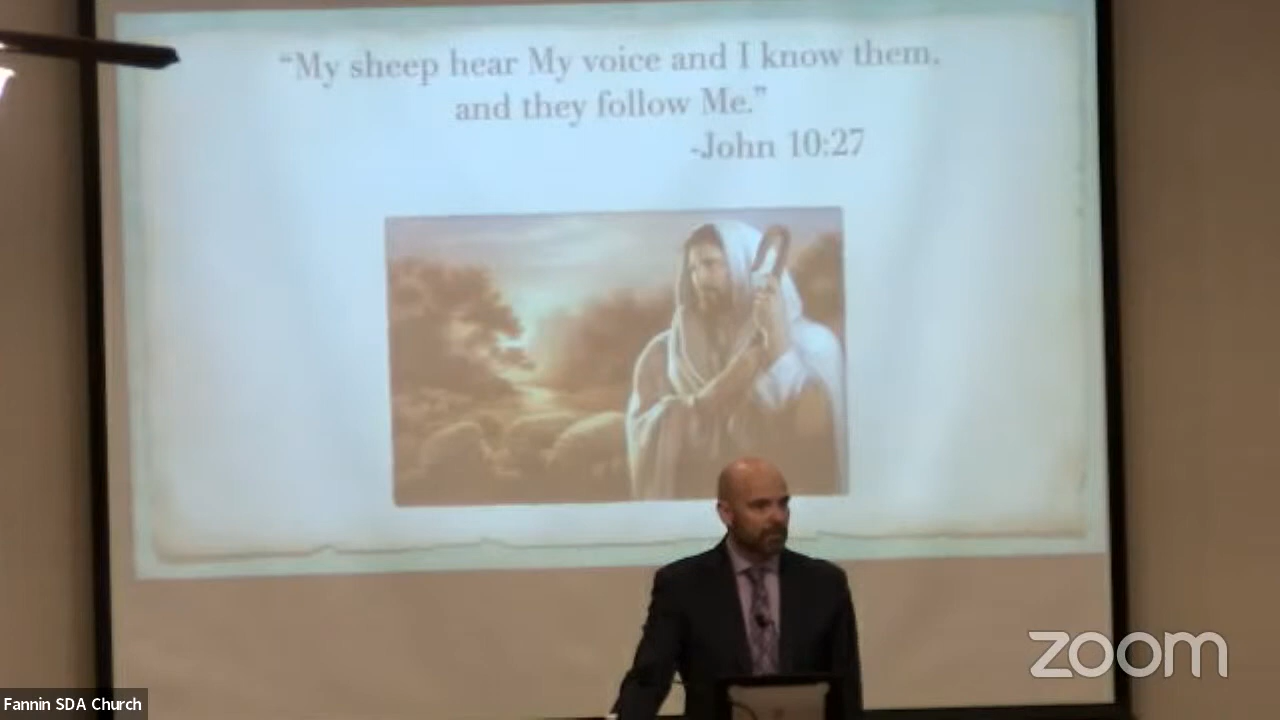 “My sheep hear My voice and I know them,
and they follow Me.”
-John 10:27
zoom
Fannin SDA Church